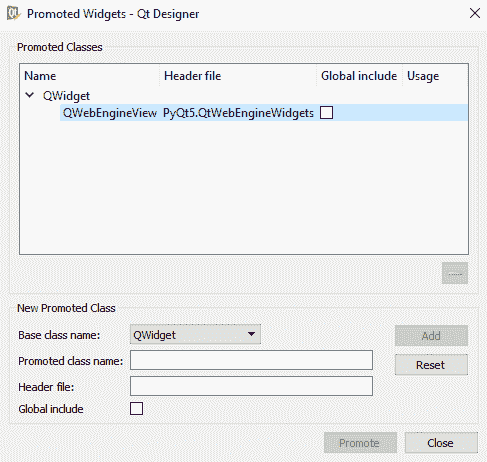 Promoted Widgets - Qt Designer
Promoted Classes
Name Header file Global include Usage
QWidget
QWebEngineView PyQt5.QtWebEngineWidgets
New Promoted Class
Base class name: QWidget Add
Promoted class name: Reset
Header file:
Global include
Promote Close